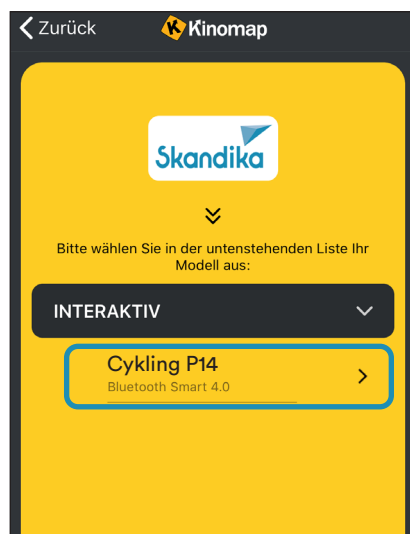 Zurück
Kinomap
Skandika
Bitte wählen Sie in der untenstehenden Liste Ihr
Modell aus:
INTERAKTIV
Cykling P14
Bluetooth Smart 4.0